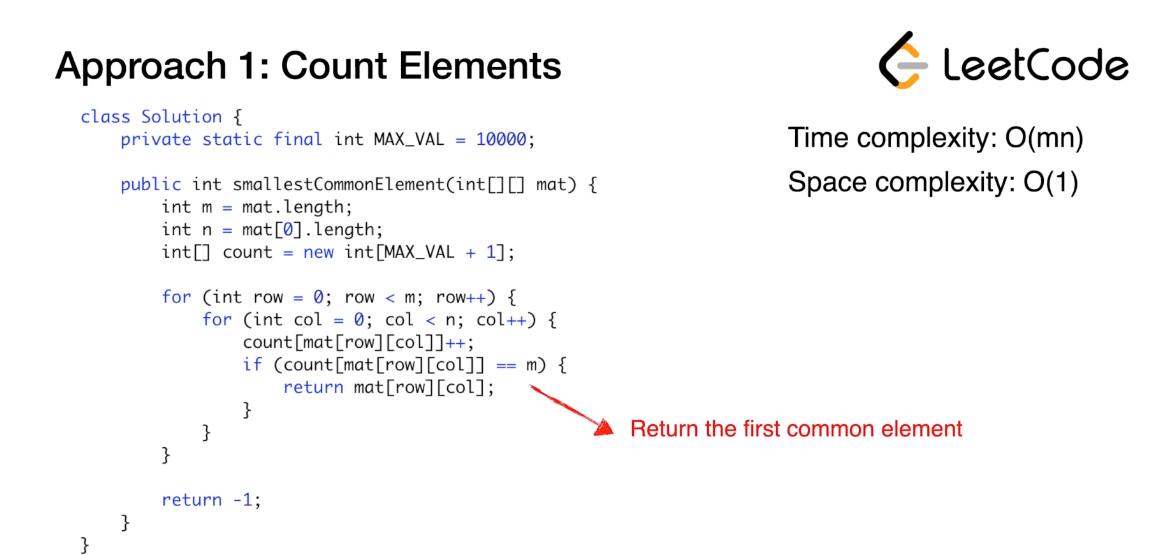 Approach 1: Count Elements
LeetCode
class Solution {
    private static final int MAX_VAL = 10000;
    public int smallestCommonElement(int[][] mat) {
        int m = mat.length;
        int n = mat[0].length;
        int[] count = new int[MAX_VAL + 1];
        for (int row = 0; row < m; row++) {
            for (int col = 0; col < n; col++) {
                count[mat[row][col]]++;
                if (count[mat[row][col]] == m) {
                    return mat[row][col];
                }
            }
        }
        return -1;
    }
}
Time complexity: O(mn)
Space complexity: O(1)
Return the first common element